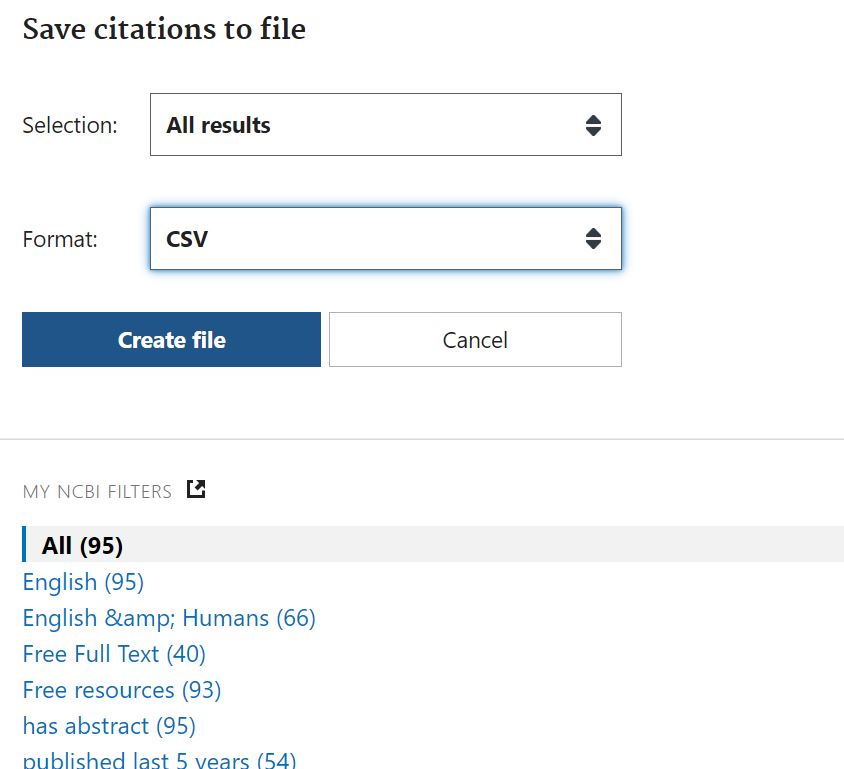 Save citations to file
Selection:
All results
Format:
CSV
Create file
Cancel
MY NCBI FILTERS
All (95)
English (95)
English &amp; Humans (66)
Free Full Text (40)
Free resources (93)
has abstract (95)
published last 5 years (54)